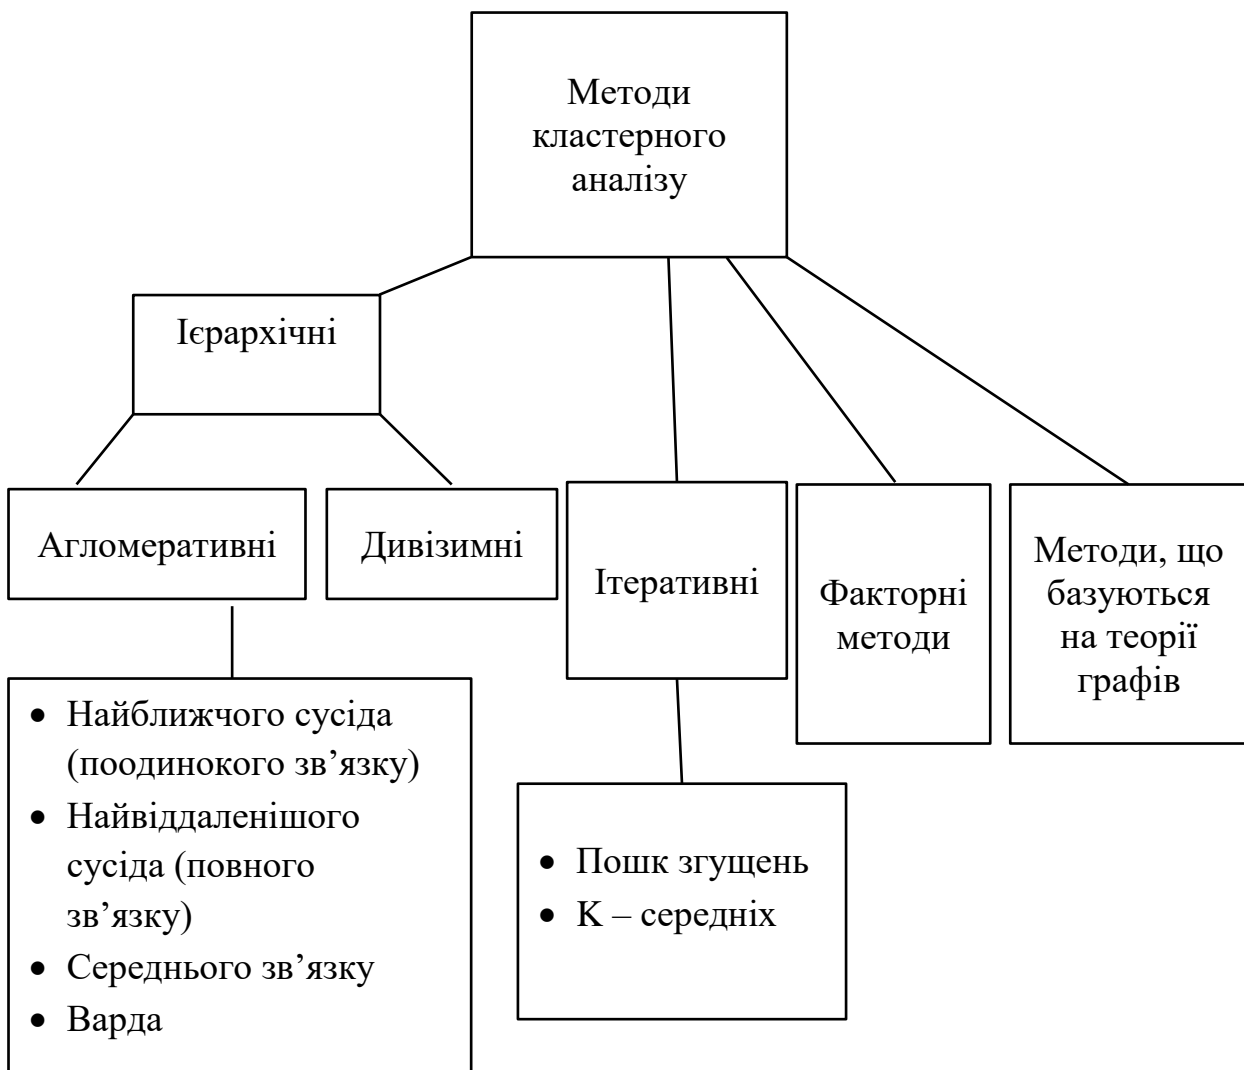 Методи
кластерного
аналізу
Ієрархічні
Агломеративні
Дивізимні
Ітеративні
Факторні
методи
Методи, що
базуються
на теорії
графів
• Найближчого сусіда
(поодинокого зв’язку)
• Найвіддаленішого
сусіда (повного
зв’язку)
• Середнього зв’язку
• Варда
• Пошк згущень
• К – середніх